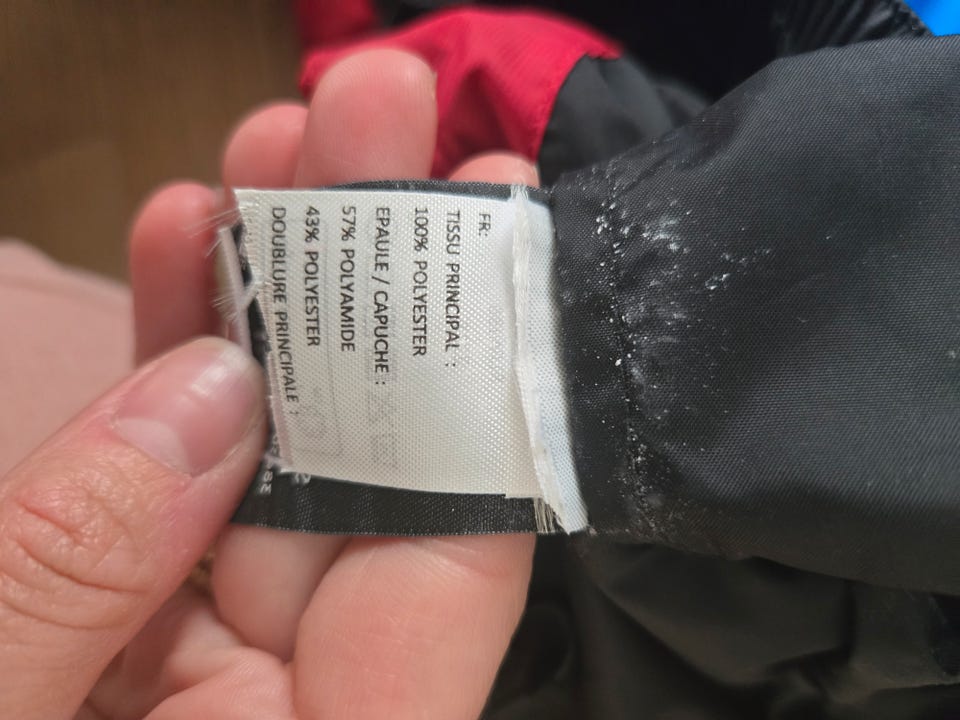 FR:
TISSU PRINCIPAL :
100% POLYESTER
EPAULE / CAPUCHE :
57% POLYAMIDE
43% POLYESTER
DOUBLURE PRINCIPALE :